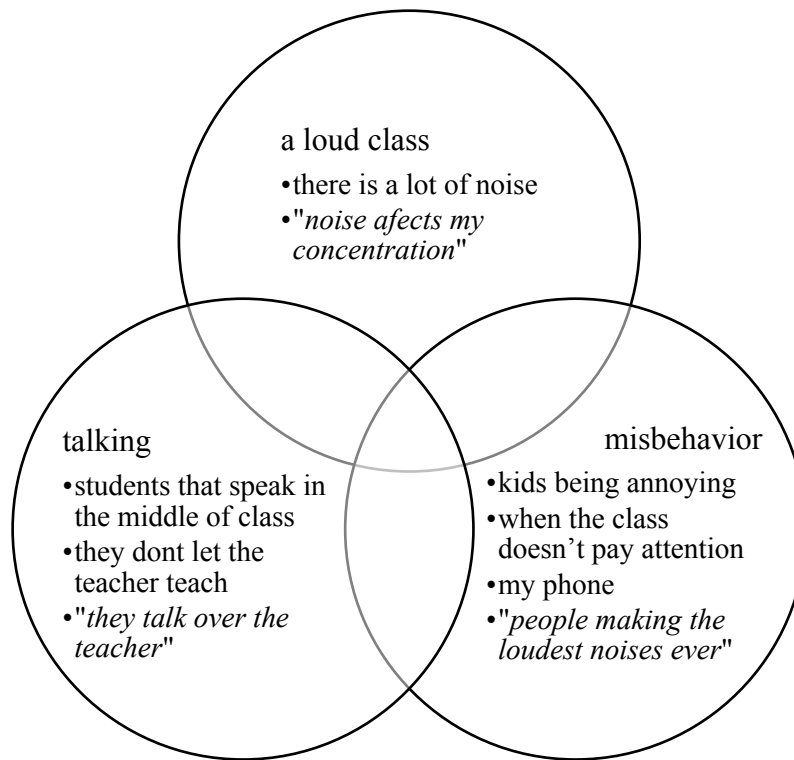 a loud class
•there is a lot of noise
•"noise afects my
concentration"
talking
•students that speak in
the middle of class
•they dont let the
teacher teach
•"they talk over the
teacher"
misbehavior
•kids being annoying
•when the class
doesn’t pay attention
•my phone
•"people making the
loudest noises ever"